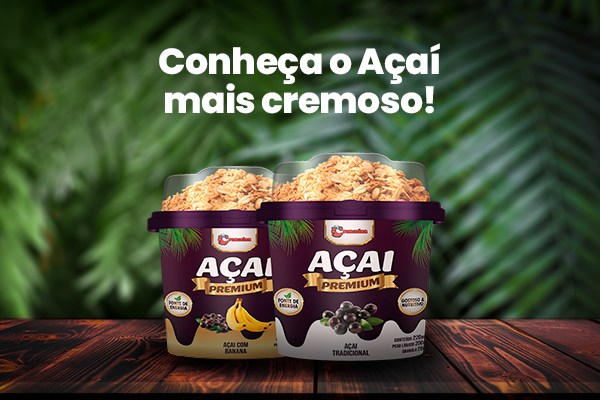 Conheça o Açaí
mais cremoso!
AÇAI
PREMIUM
FONTE DE
ENERGIA
AÇAI COM
BANANA
AÇAI
PREMIUM
FONTE DE
ENERGIA
GOSTOSO &
NUTRITIVO
AÇAI
TRADICIONAL